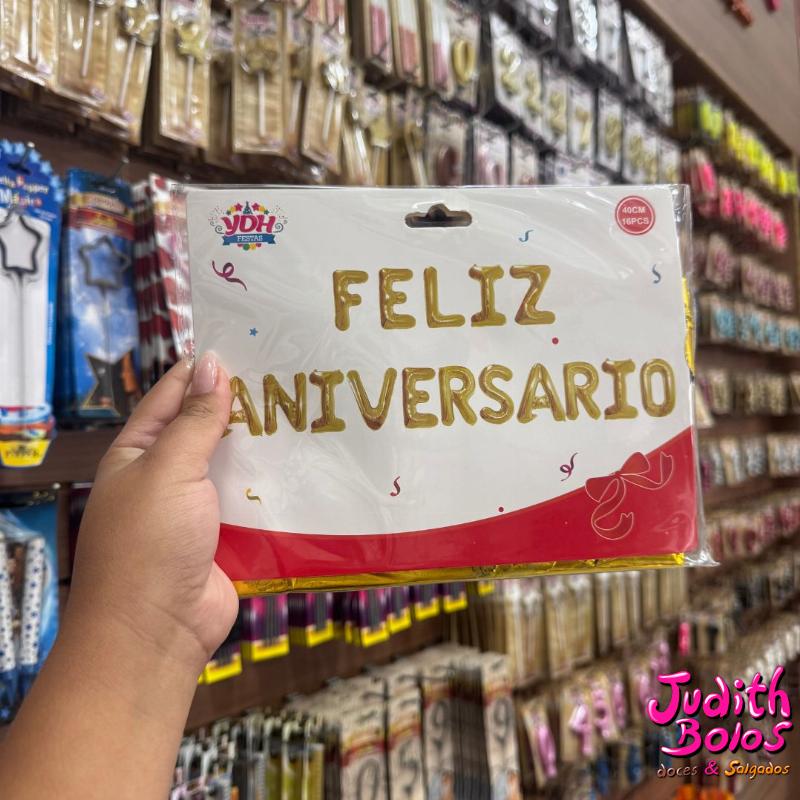 YDH
FESTAS
40CM
16PCS
FELIZ
ANIVERSARIO
Judith
Bolos
doces & Salgados